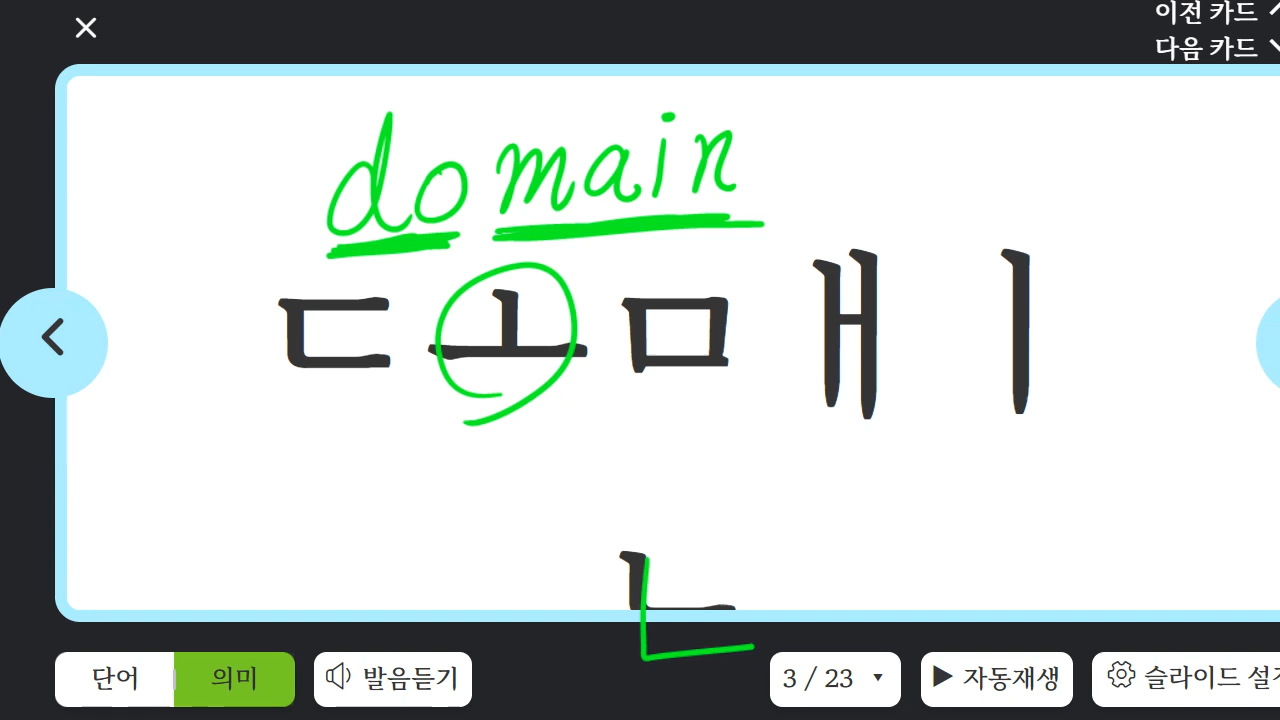 이전 카드
다음 카드
domain
ㄷㅗㅁㅐㅣ
ㄴ
단어 의미 발음듣기 3 / 23 자동재생 슬라이드